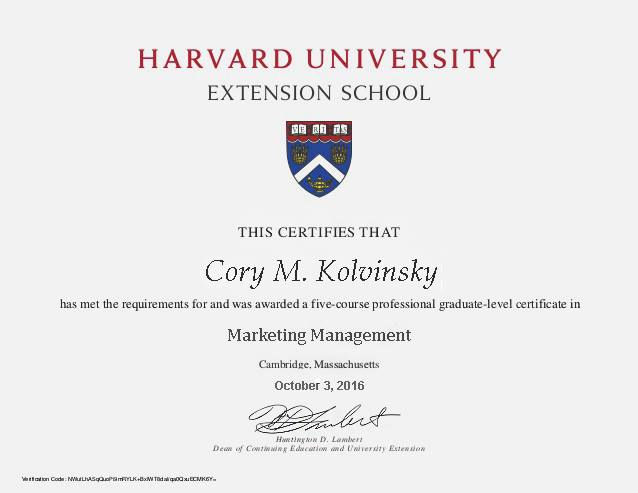 HARVARD UNIVERSITY
EXTENSION SCHOOL
VE RI TAS
THIS CERTIFIES THAT
Cory M. Kolvinsky
has met the requirements for and was awarded a five-course professional graduate-level certificate in
Marketing Management
Cambridge, Massachusetts
October 3, 2016
Huntington D. Lambert
Dean of Continuing Education and University Extension
Verification Code: